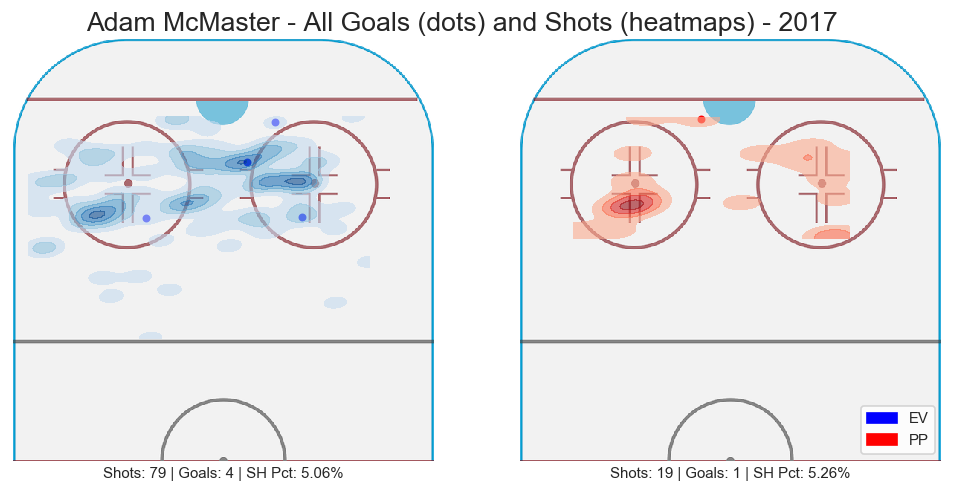 Adam McMaster - All Goals (dots) and Shots (heatmaps) - 2017
EV
PP
Shots: 79 | Goals: 4 | SH Pct: 5.06%
Shots: 19 | Goals: 1 | SH Pct: 5.26%